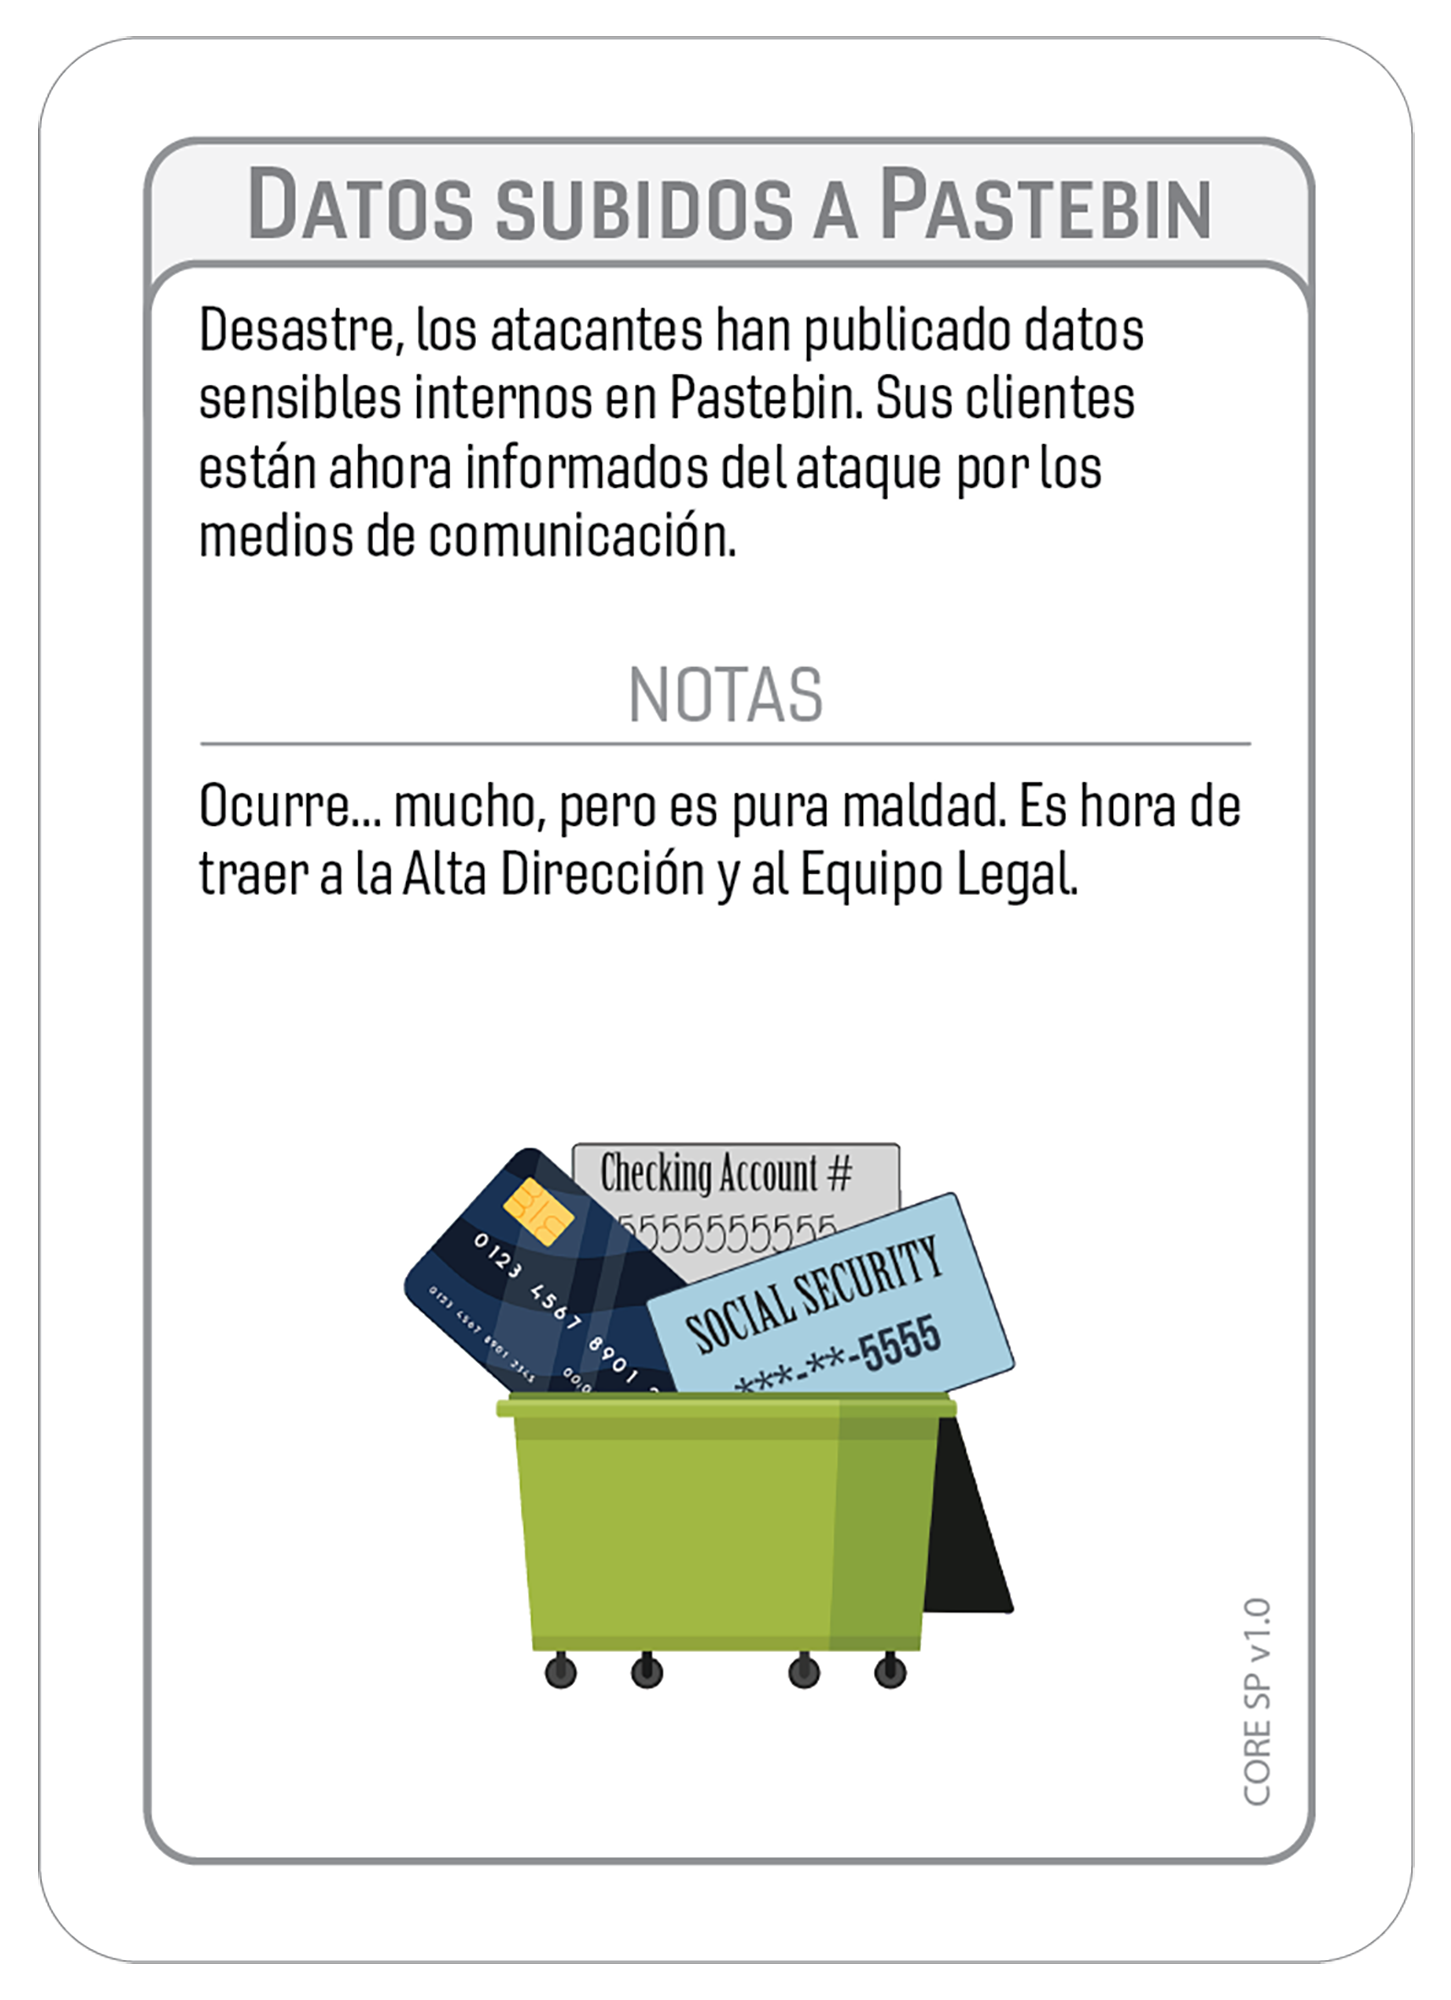 DATOS SUBIDOS A PASTEBIN
Desastre, los atacantes han publicado datos
sensibles internos en Pastebin. Sus clientes
están ahora informados del ataque por los
medios de comunicación.
NOTAS
Ocurre... mucho, pero es pura maldad. Es hora de
traer a la Alta Dirección y al Equipo Legal.
Checking Account #
5555555555
0123 4567 8901
0123 4567 8901 2345
SOCIAL SECURITY
***-**-5555
CORE SP v1.0